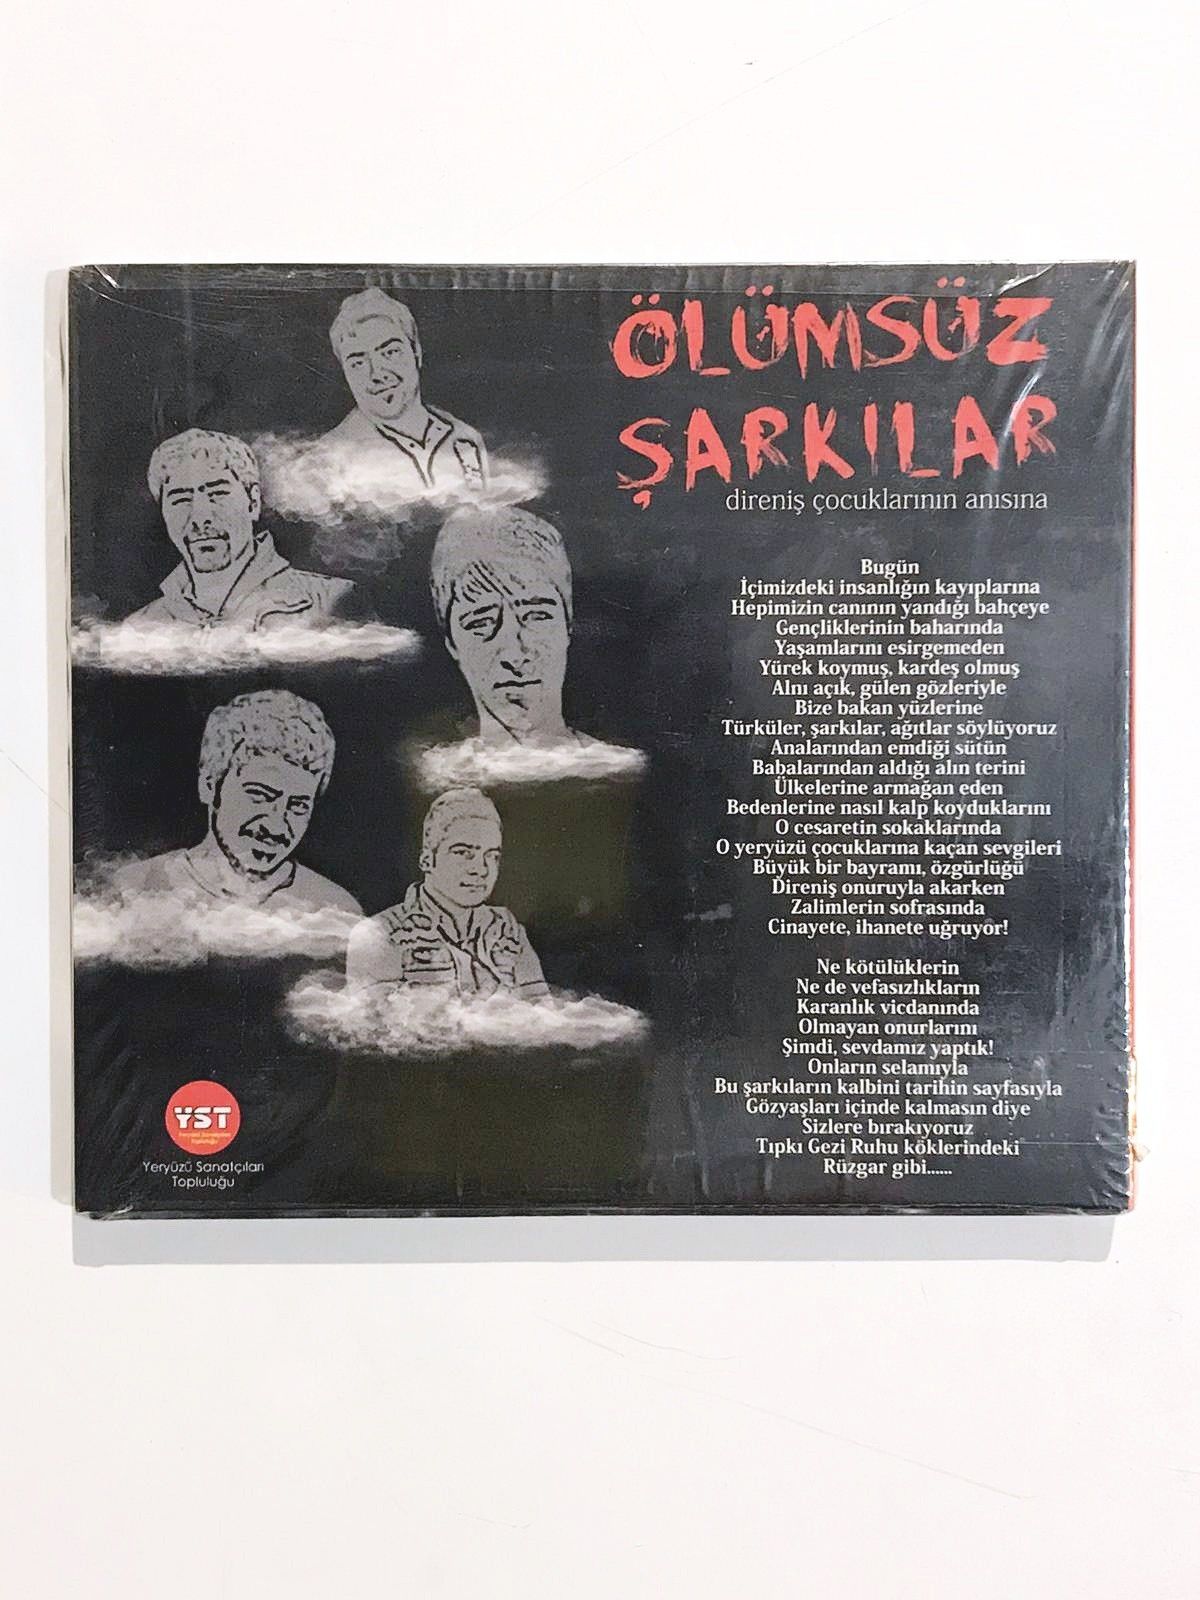 ÖLÜMSÜZ
ŞARKILAR
direniş çocuklarının anısına
Bugün
İçimizdeki insanlığın kayıplarına
Hepimizin canının yandığı bahçeye
Gençliklerinin baharında
Yaşamlarını esirgemeden
Yürek koymuş, kardeş olmuş
Alnı açık, gülen gözleriyle
Bize bakan yüzlerine
Türküler, şarkılar, ağıtlar söylüyoruz
Analarından emdiği sütün
Babalarından aldığı alın terini
Ülkelerine armağan eden
Bedenlerine nasıl kalp koyduklarını
O cesaretin sokaklarında
O yeryüzü çocuklarına kaçan sevgileri
Büyük bir bayramı, özgürlüğü
Direniş onuruyla akarken
Zalimlerin sofrasında
Cinayete, ihanete uğruyor!
Ne kötülüklerin
Ne de vefasızlıkların
Karanlık vicdanında
Olmayan onurlarını
Şimdi, sevdamız yaptık!
Onların selamıyla
Bu şarkıların kalbini tarihin sayfasıyla
Gözyaşları içinde kalmasın diye
Sizlere bırakıyoruz
Tıpkı Gezi Ruhu köklerindeki
Rüzgar gibi......
YST
Yeryüzü Sanatçıları
Topluluğu
Yeryüzü Sanatçıları
Topluluğu